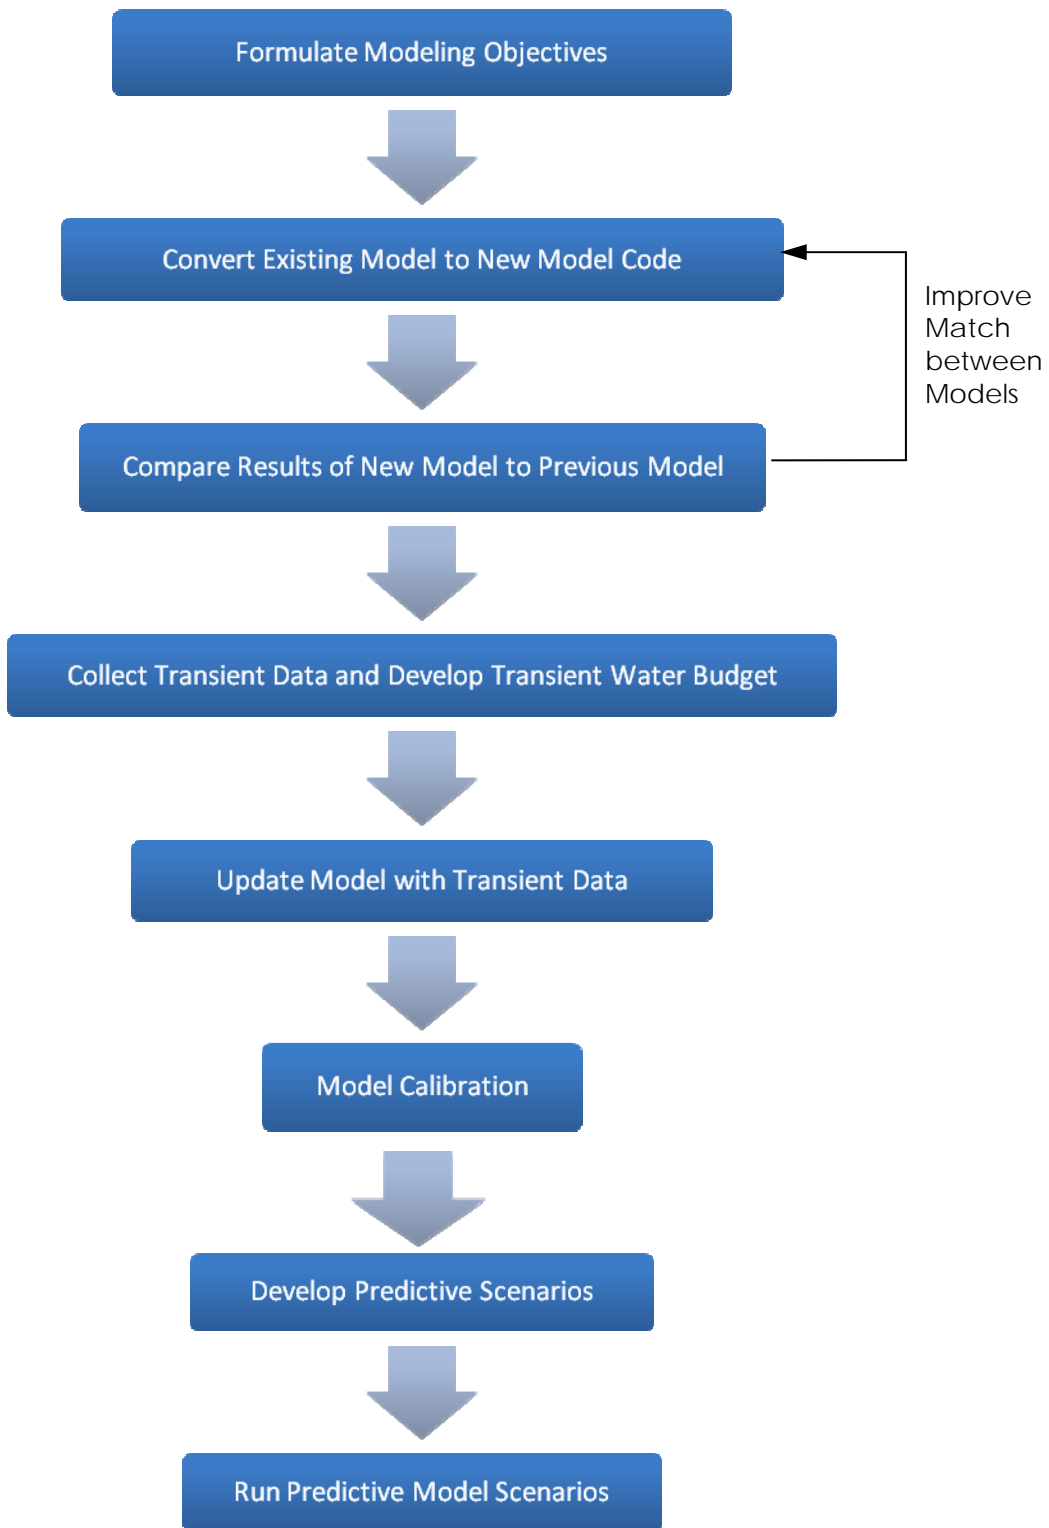 Formulate Modeling Objectives
Convert Existing Model to New Model Code
Improve
Match
between
Models
Compare Results of New Model to Previous Model
Collect Transient Data and Develop Transient Water Budget
Update Model with Transient Data
Model Calibration
Develop Predictive Scenarios
Run Predictive Model Scenarios